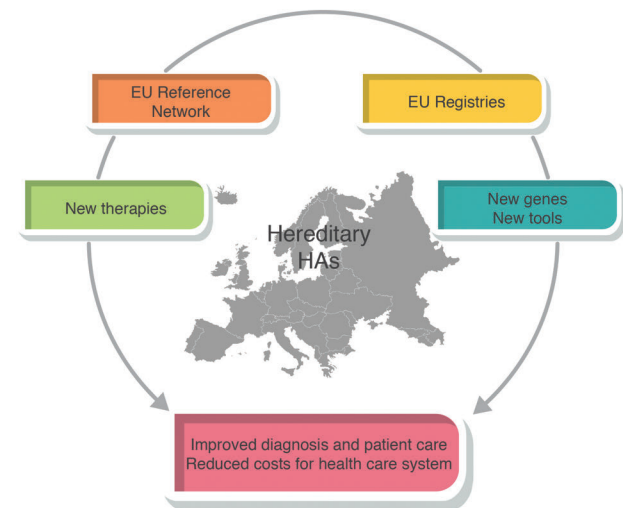 EU Reference
Network
EU Registries
New therapies
New genes
New tools
Hereditary
HAs
Improved diagnosis and patient care
Reduced costs for health care system